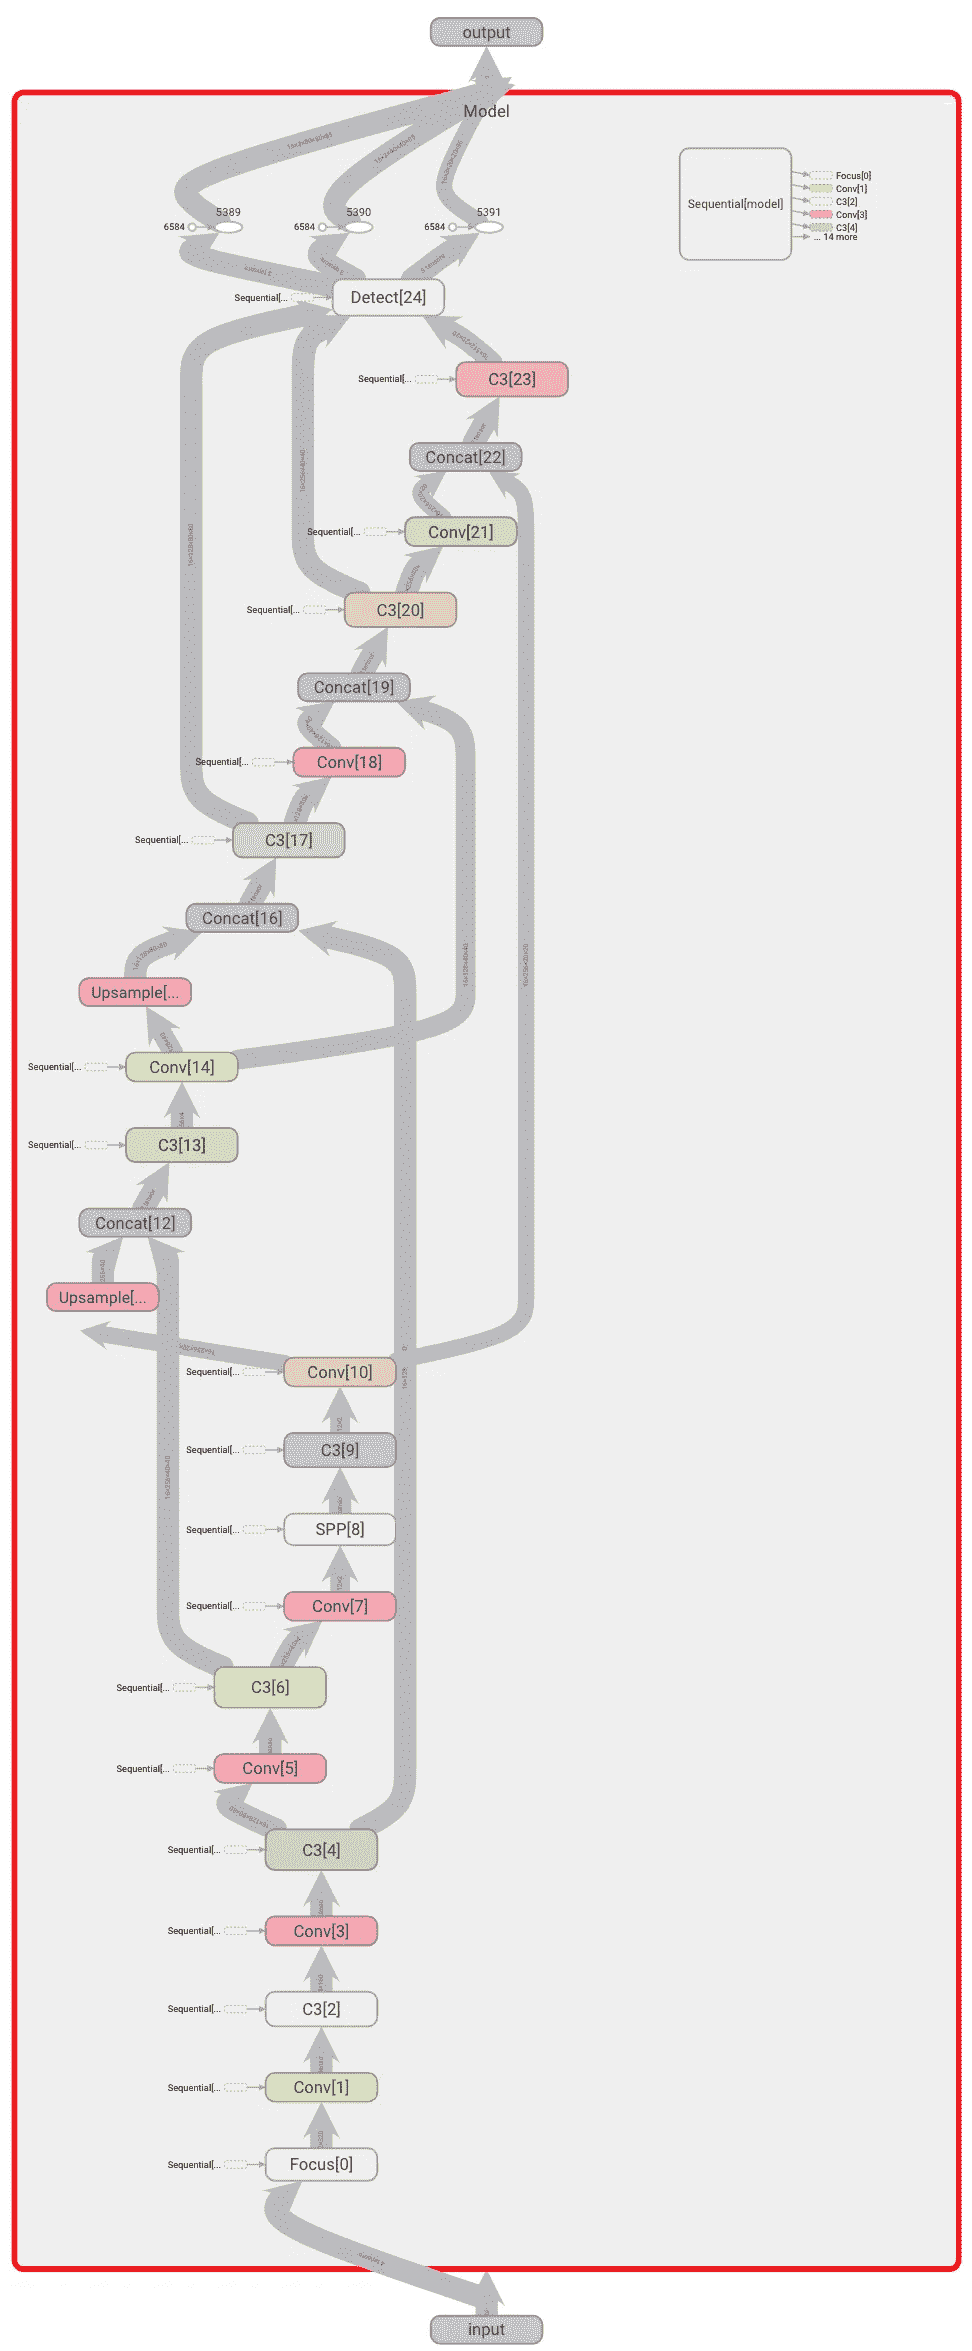 output
Model
5389
5390
5391
6584
6584
6584
Sequential[model]
Focus[0]
Conv[1]
C3[2]
Conv[3]
C3[4]
... 14 more
Sequential[...
Detect[24]
Sequential[...
C3[23]
Concat[22]
Sequential[...
Conv[21]
Sequential[...
C3[20]
Concat[19]
Sequential[...
Conv[18]
Sequential[...
C3[17]
Concat[16]
Upsample[...
Sequential[...
Conv[14]
Sequential[...
C3[13]
Concat[12]
Upsample[...
Sequential[...
Conv[10]
Sequential[...
C3[9]
Sequential[...
SPP[8]
Sequential[...
Conv[7]
Sequential[...
C3[6]
Sequential[...
Conv[5]
Sequential[...
C3[4]
Sequential[...
Conv[3]
Sequential[...
C3[2]
Sequential[...
Conv[1]
Sequential[...
Focus[0]
input